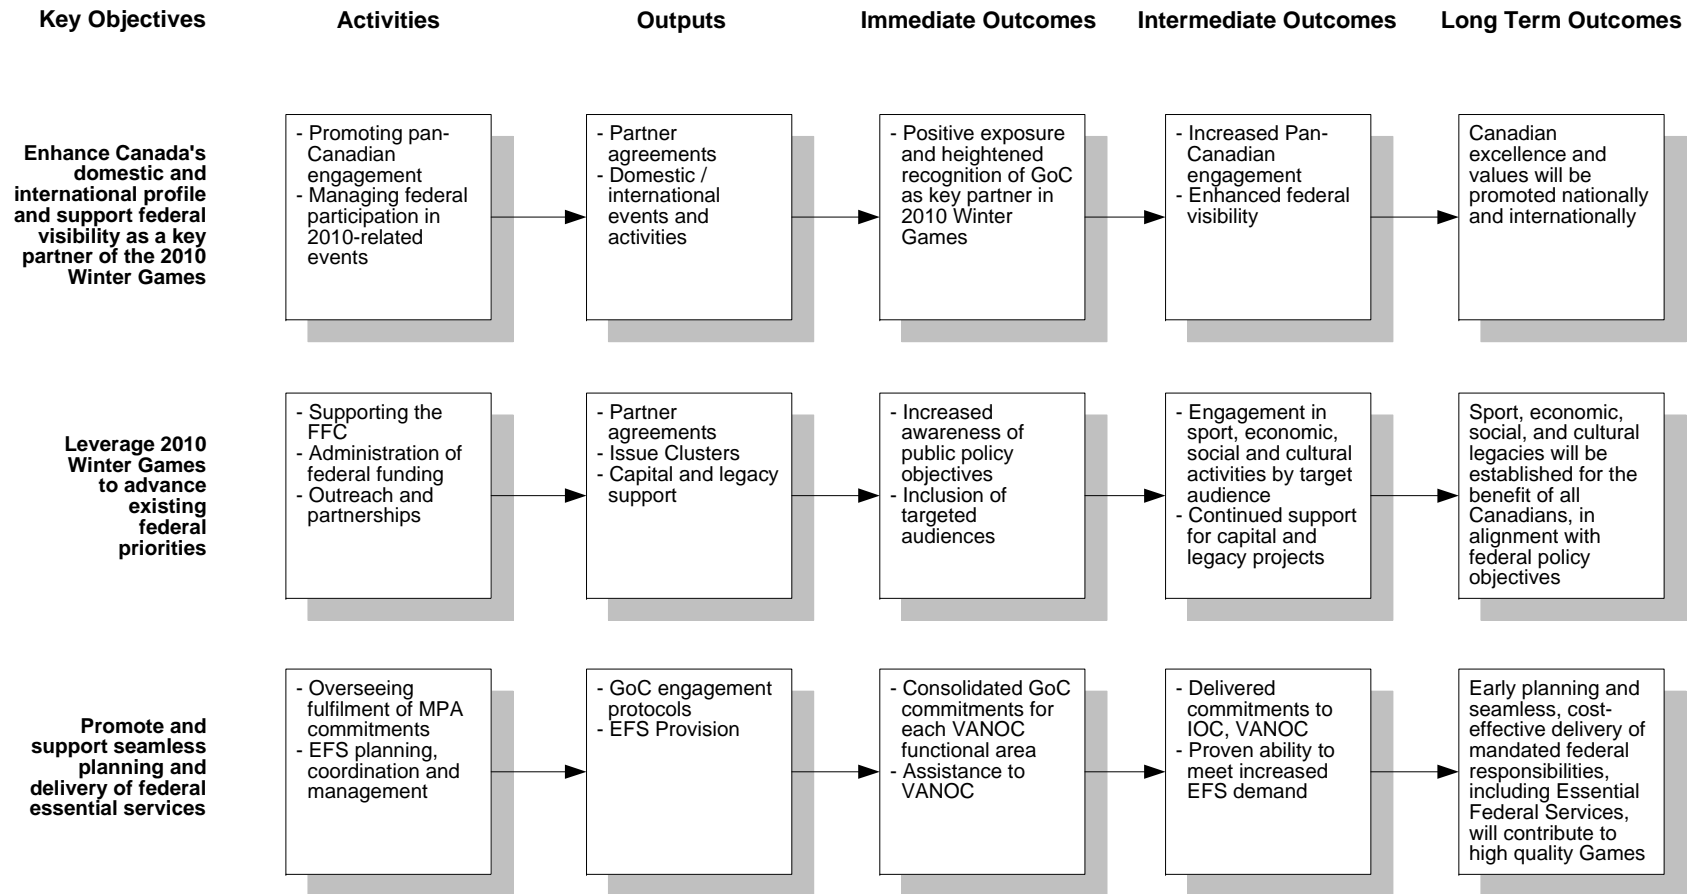 Key Objectives
Activities
Outputs
Immediate Outcomes
Intermediate Outcomes
Long Term Outcomes
Enhance Canada's
domestic and
international profile
and support federal
visibility as a key
partner of the 2010
Winter Games
- Promoting pan-
Canadian
engagement
- Managing federal
participation in
2010-related
events
- Partner
agreements
- Domestic /
international
events and
activities
- Positive exposure
and heightened
recognition of GoC
as key partner in
2010 Winter
Games
- Increased Pan-
Canadian
engagement
- Enhanced federal
visibility
Canadian
excellence and
values will be
promoted nationally
and internationally
Leverage 2010
Winter Games
to advance
existing
federal
priorities
- Supporting the
FFC
- Administration of
federal funding
- Outreach and
partnerships
- Partner
agreements
- Issue Clusters
- Capital and legacy
support
- Increased
awareness of
public policy
objectives
- Inclusion of
targeted
audiences
- Engagement in
sport, economic,
social and cultural
activities by target
audience
- Continued support
for capital and
legacy projects
Sport, economic,
social, and cultural
legacies will be
established for the
benefit of all
Canadians, in
alignment with
federal policy
objectives
Promote and
support seamless
planning and
delivery of federal
essential services
- Overseeing
fulfilment of MPA
commitments
- EFS planning,
coordination and
management
- GoC engagement
protocols
- EFS Provision
- Consolidated GoC
commitments for
each VANOC
functional area
- Assistance to
VANOC
- Delivered
commitments to
IOC, VANOC
- Proven ability to
meet increased
EFS demand
Early planning and
seamless, cost-
effective delivery of
mandated federal
responsibilities,
including Essential
Federal Services,
will contribute to
high quality Games